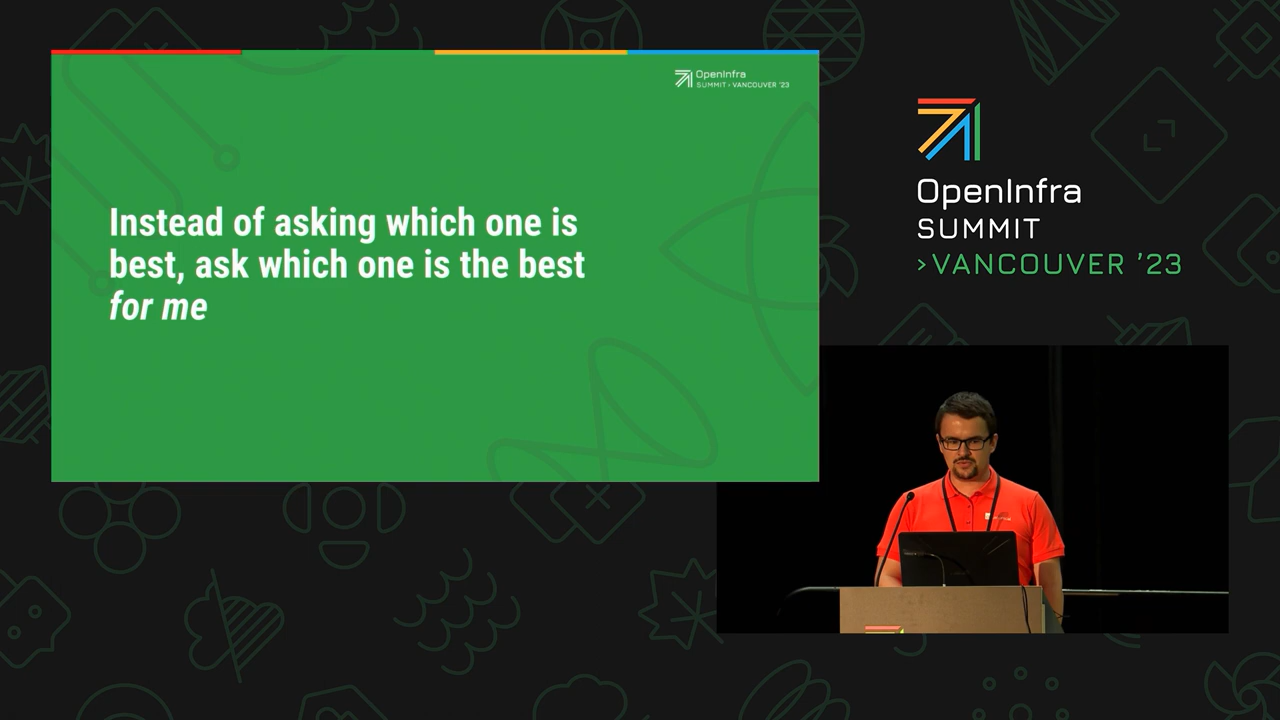 OpenInfra
SUMMIT › VANCOUVER '23
Instead of asking which one is
best, ask which one is the best
for me
OpenInfra
SUMMIT
›VANCOUVER ’23